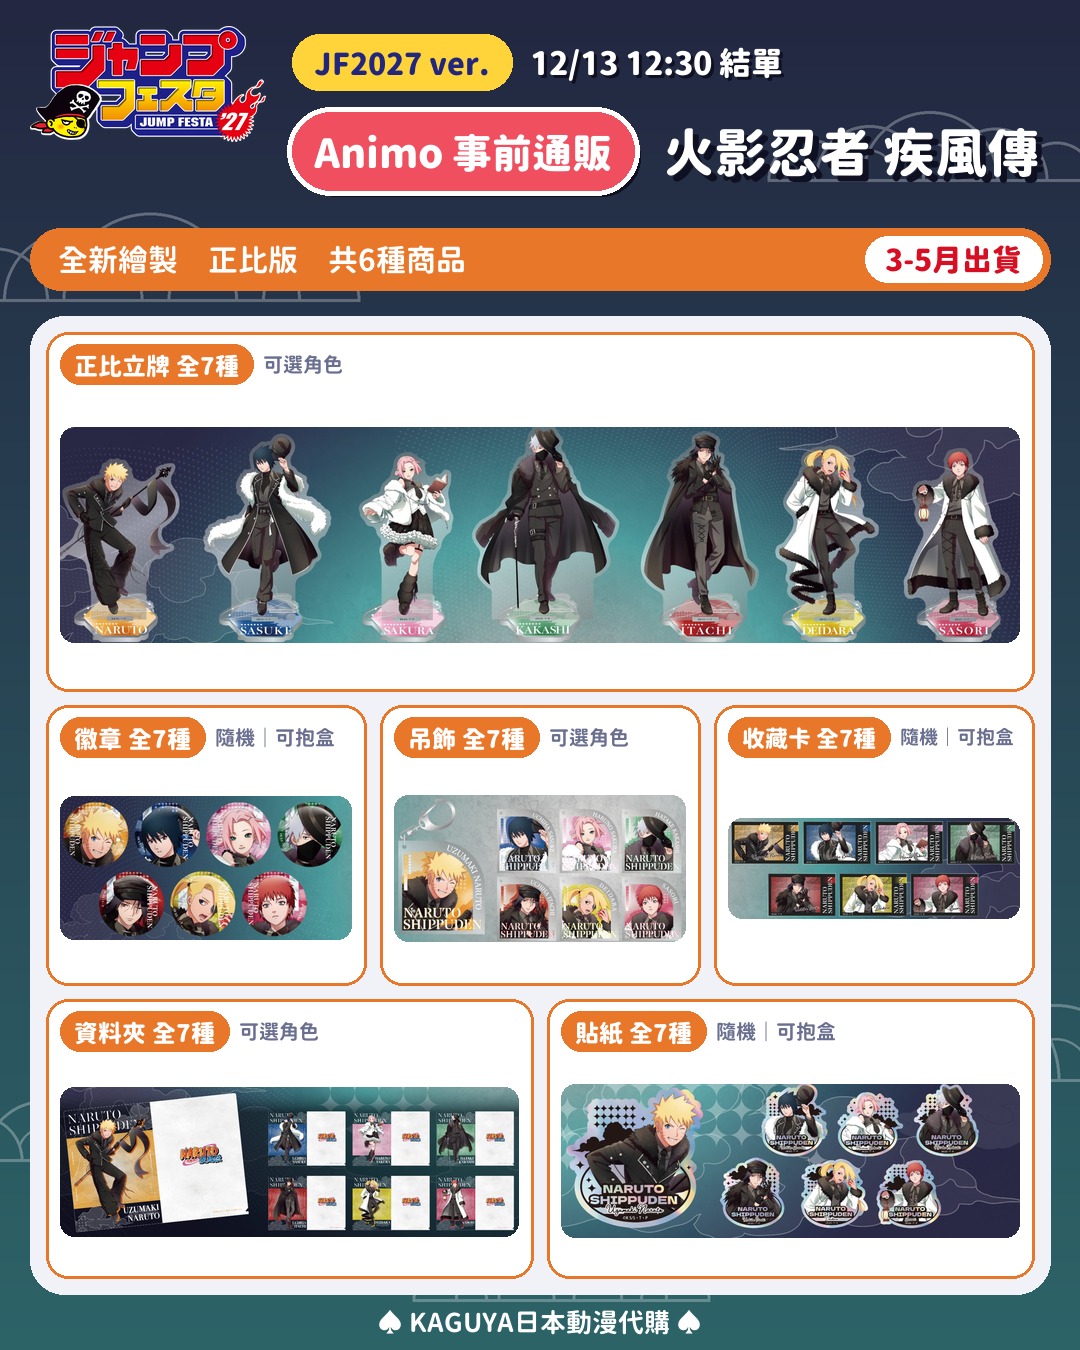 ジャンプ
フェスタ
JUMP FESTA '27
JF2027 ver.
12/13 12:30 結單
Animo 事前通販
火影忍者 疾風傳
全新繪製 正比版 共6種商品
3-5月出貨
正比立牌 全7種
可選角色
NARUTO
SASUKE
SAKURA
KAKASHI
ITACHI
DEIDARA
SASORI
徽章 全7種
隨機｜可抱盒
吊飾 全7種
可選角色
UZUMAKI NARUTO
NARUTO
SHIPPUDEN
收藏卡 全7種
隨機｜可抱盒
資料夾 全7種
可選角色
NARUTO
SHIPPUDEN
UZUMAKI
NARUTO
貼紙 全7種
隨機｜可抱盒
NARUTO
SHIPPUDEN
Uzumaki Naruto
♠ KAGUYA日本動漫代購 ♠